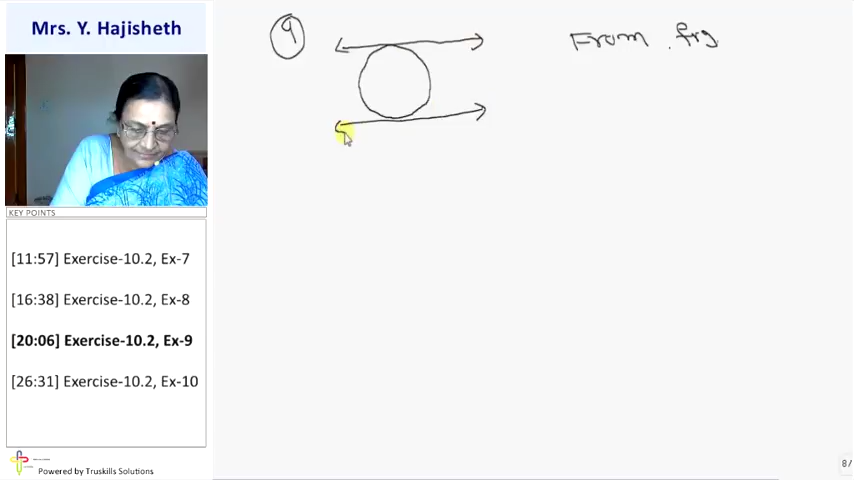 Mrs. Y. Hajisheth
9
From fig
KEY POINTS
[11:57] Exercise-10.2, Ex-7
[16:38] Exercise-10.2, Ex-8
[20:06] Exercise-10.2, Ex-9
[26:31] Exercise-10.2, Ex-10
Powered by Truskills Solutions
8/